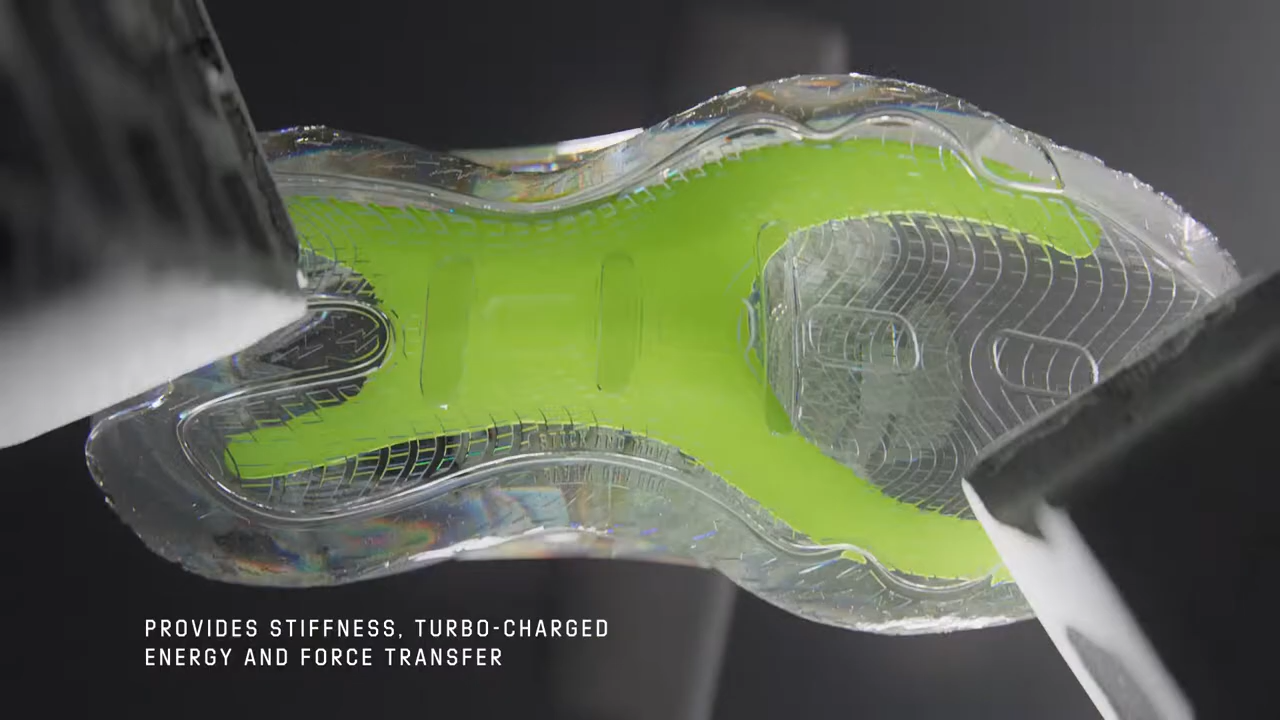 PROVIDES STIFFNESS, TURBO-CHARGED
ENERGY AND FORCE TRANSFER